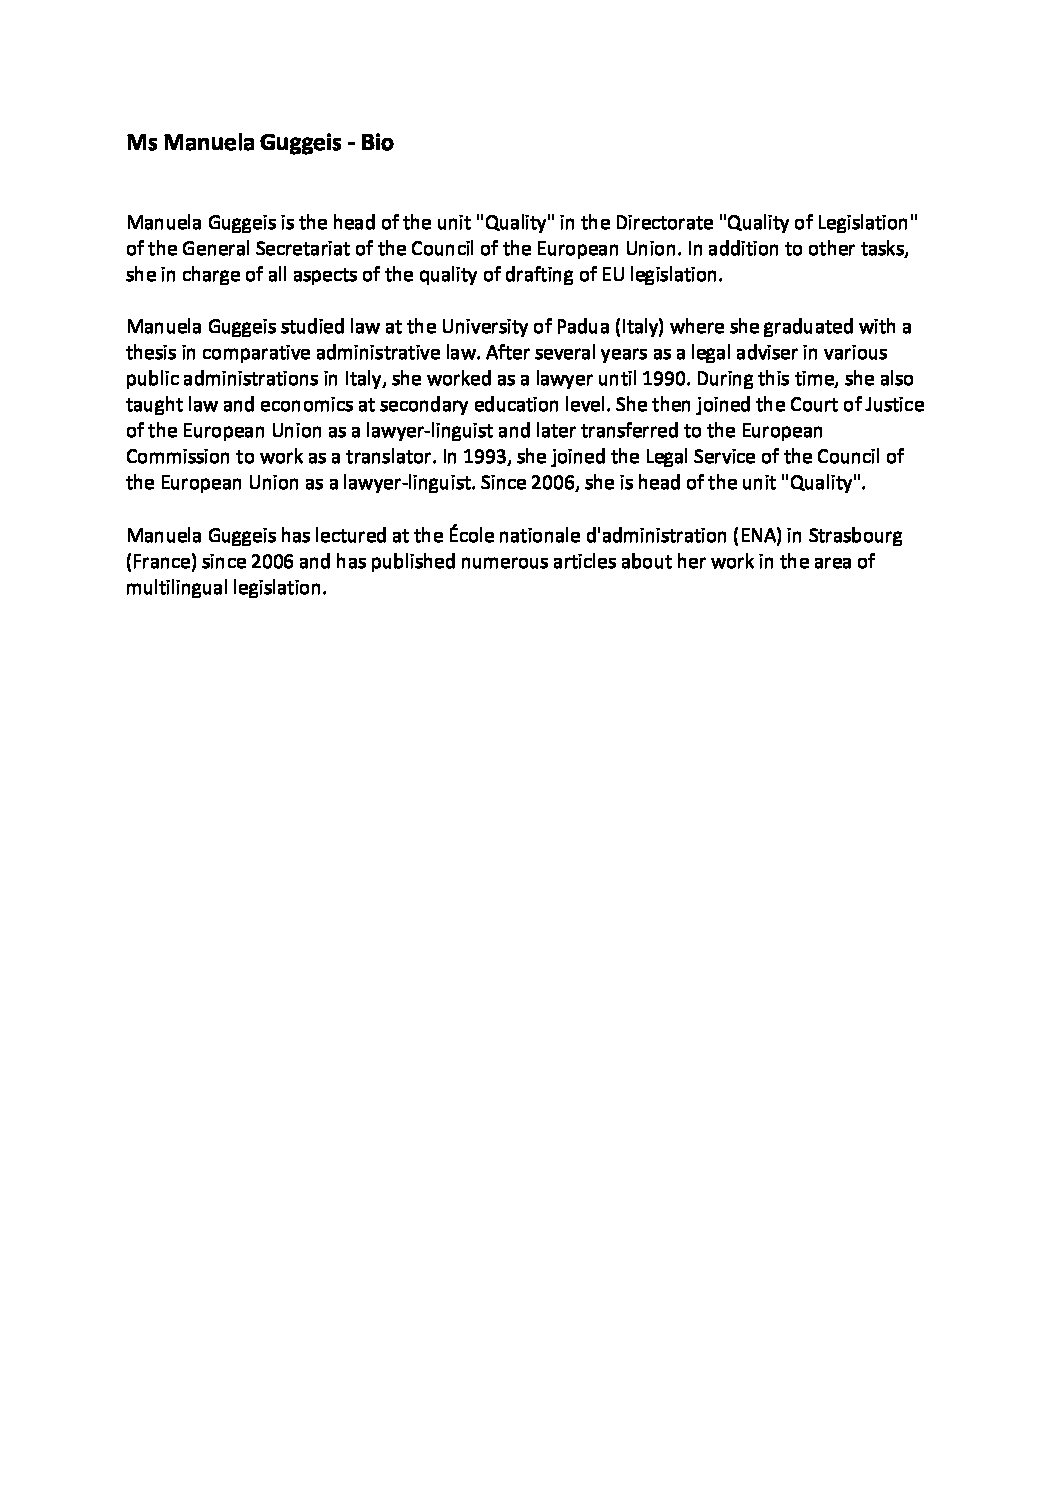 Ms Manuela Guggeis - Bio
Manuela Guggeis is the head of the unit "Quality" in the Directorate "Quality of Legislation"
of the General Secretariat of the Council of the European Union. In addition to other tasks,
she in charge of all aspects of the quality of drafting of EU legislation.
Manuela Guggeis studied law at the University of Padua (Italy) where she graduated with a
thesis in comparative administrative law. After several years as a legal adviser in various
public administrations in Italy, she worked as a lawyer until 1990. During this time, she also
taught law and economics at secondary education level. She then joined the Court of Justice
of the European Union as a lawyer-linguist and later transferred to the European
Commission to work as a translator. In 1993, she joined the Legal Service of the Council of
the European Union as a lawyer-linguist. Since 2006, she is head of the unit "Quality".
Manuela Guggeis has lectured at the École nationale d'administration (ENA) in Strasbourg
(France) since 2006 and has published numerous articles about her work in the area of
multilingual legislation.